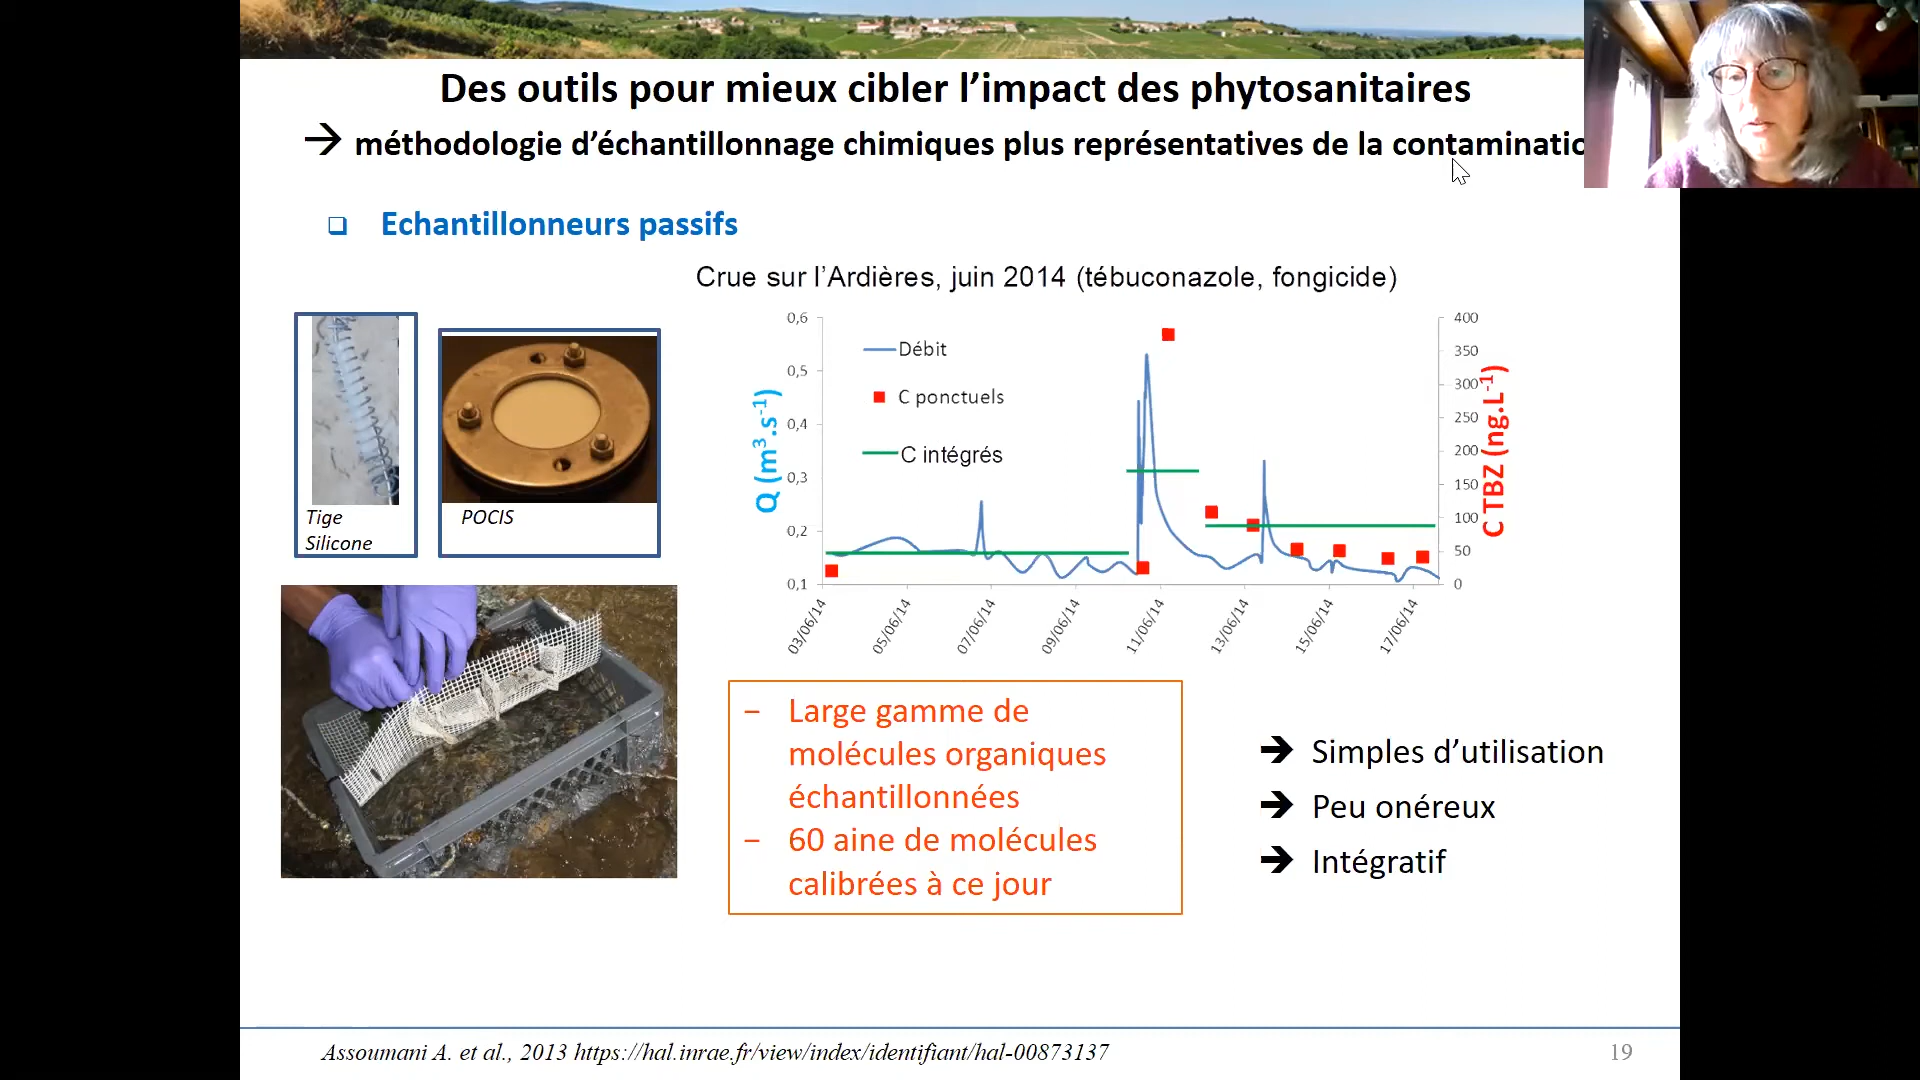 Des outils pour mieux cibler l’impact des phytosanitaires
→ méthodologie d’échantillonnage chimiques plus représentatives de la contaminatio
❑ Echantillonneurs passifs
Crue sur l’Ardières, juin 2014 (tébuconazole, fongicide)
Tige
Silicone
POCIS
Q (m³.s⁻¹)
0,6
0,5
0,4
0,3
0,2
0,1
Débit
C ponctuels
C intégrés
400
350
300
250
200
150
100
50
0
C TBZ (ng.L⁻¹)
03/06/14
05/06/14
07/06/14
09/06/14
11/06/14
13/06/14
15/06/14
17/06/14
– Large gamme de
molécules organiques
échantillonnées
– 60 aine de molécules
calibrées à ce jour
→ Simples d’utilisation
→ Peu onéreux
→ Intégratif
Assoumani A. et al., 2013 https://hal.inrae.fr/view/index/identifiant/hal-00873137
19